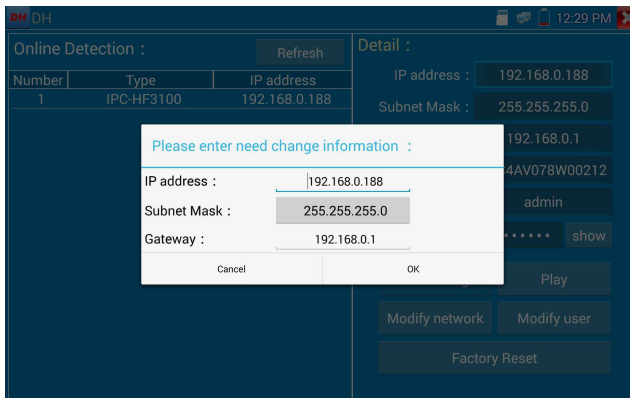 DH DH 12:29 PM
Online Detection : Refresh
Number Type IP address
1 IPC-HF3100 192.168.0.188
Detail :
IP address : 192.168.0.188
Subnet Mask : 255.255.255.0
192.168.0.1
4AV078W00212
admin
show
Play
Modify network Modify user
Factory Reset
Please enter need change information :
IP address : 192.168.0.188
Subnet Mask : 255.255.255.0
Gateway : 192.168.0.1
Cancel OK